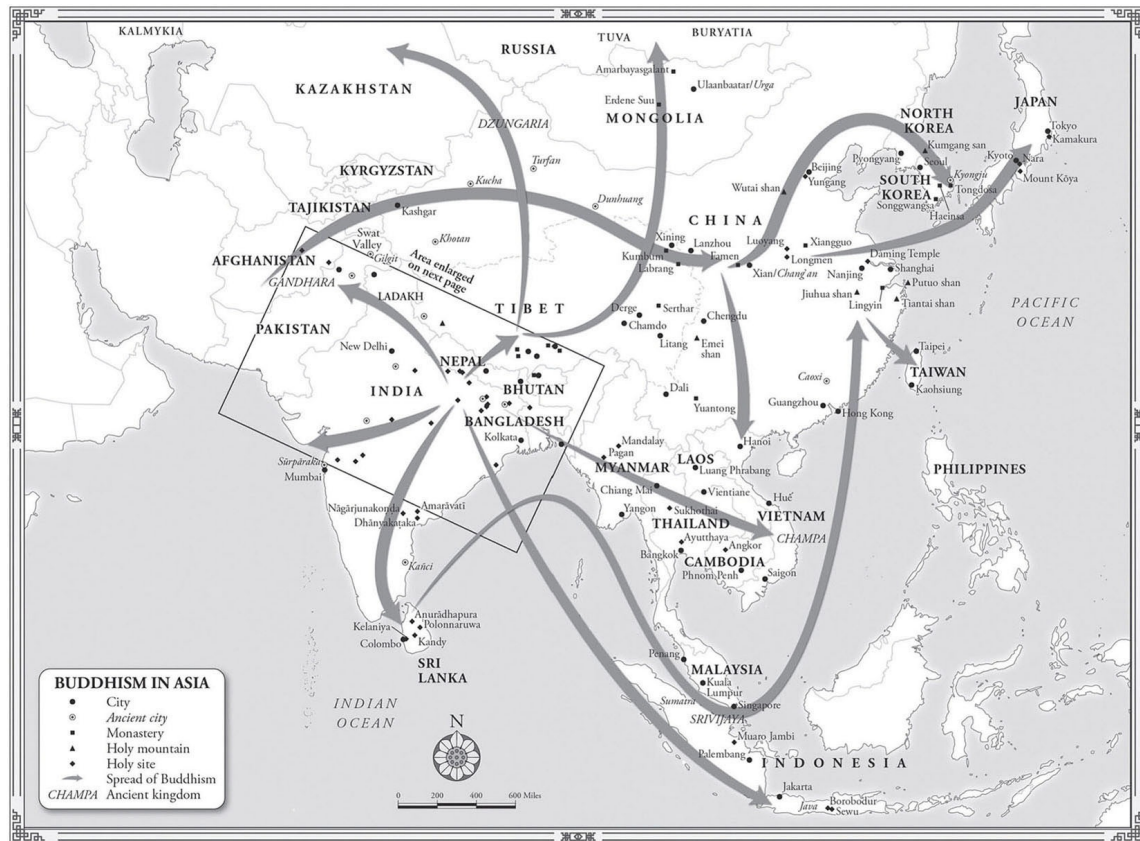 KALMYKIA
RUSSIA
TUVA
BURYATIA
KAZAKHSTAN
Amarbayasgalant
Ulaanbaatar/Urga
Erdene Suu
MONGOLIA
DZUNGARIA
JAPAN
Tokyo
Kamakura
NORTH
KOREA
Kumgang san
Pyongyang
Seoul
Kyoto
Nara
Mount Kōya
SOUTH
KOREA
Kyongju
Tongdosa
Songgwangsa
Haeinsa
Turfan
KYRGYZSTAN
Kucha
Beijing
Yungang
Wutai shan
TAJIKISTAN
Kashgar
Dunhuang
CHINA
Swat
Valley
Gilgit
Khotan
Xining
Lanzhou
Kumbum
Labrang
Famen
Luoyang
Xiangguo
Longmen
Xian/Chang'an
Daming Temple
Nanjing
Shanghai
AFGHANISTAN
GANDHARA
Area enlarged
on next page
LADAKH
TIBET
Putuo shan
Jiuhua shan
Tiantai shan
Lingyin
PACIFIC
OCEAN
Derge
Serthar
Chamdo
Chengdu
Litang
Emei
shan
PAKISTAN
New Delhi
NEPAL
INDIA
BHUTAN
BANGLADESH
Kolkata
Taipei
TAIWAN
Kaohsiung
Caoxi
Dali
Yuantong
Guangzhou
Hong Kong
Sūrpāraka
Mumbai
Mandalay
Pagan
MYANMAR
LAOS
Hanoi
Luang Phrabang
Chiang Mai
Vientiane
PHILIPPINES
Nāgārjunakonda
Amarāvatī
Dhānyakataka
Yangon
Sukhothai
THAILAND
Hué
VIETNAM
CHAMPA
Ayutthaya
Bangkok
Angkor
CAMBODIA
Phnom Penh
Saigon
Kañcī
Anurādhapura
Polonnaruwa
Kelaniya
Colombo
Kandy
SRI
LANKA
Penang
MALAYSIA
Kuala
Lumpur
Sumatra
Singapore
SRIVIJAYA
Muaro Jambi
Palembang
INDONESIA
Jakarta
Java
Borobodur
Sewu
INDIAN
OCEAN
N
0 200 400 600 Miles
BUDDHISM IN ASIA
City
Ancient city
Monastery
Holy mountain
Holy site
Spread of Buddhism
CHAMPA Ancient kingdom